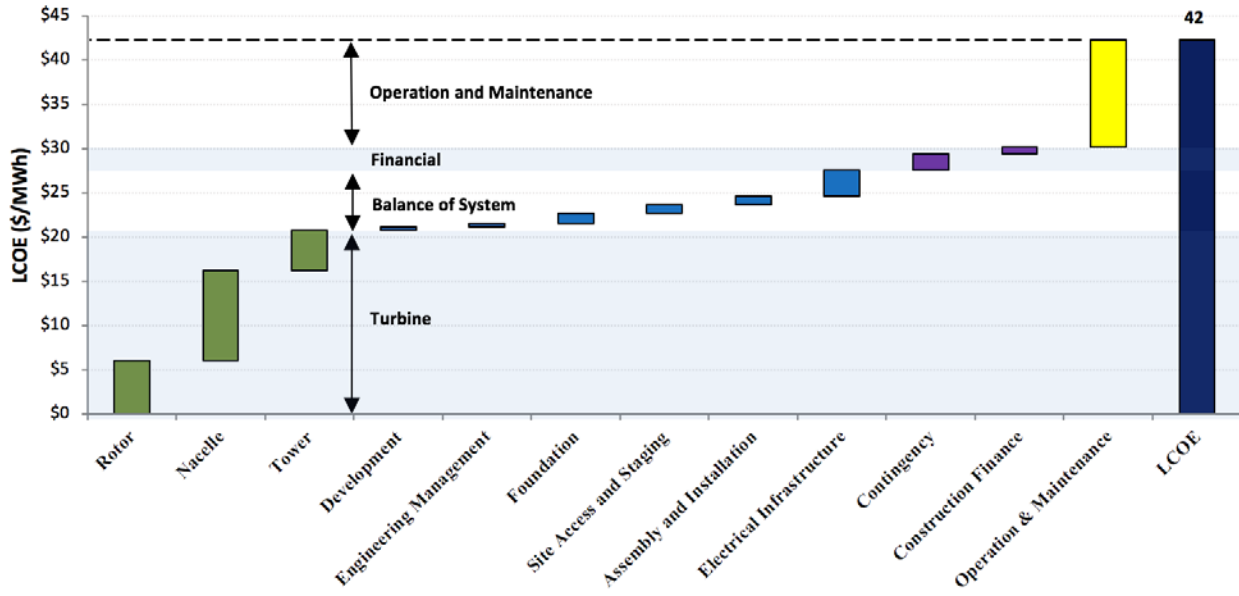 $45
42
$40
Operation and Maintenance
$35
$30
Financial
$25
Balance of System
$20
$15
Turbine
$10
$5
$0
LCOE ($/MWh)
Rotor
Nacelle
Tower
Development
Engineering Management
Foundation
Site Access and Staging
Assembly and Installation
Electrical Infrastructure
Contingency
Construction Finance
Operation & Maintenance
LCOE